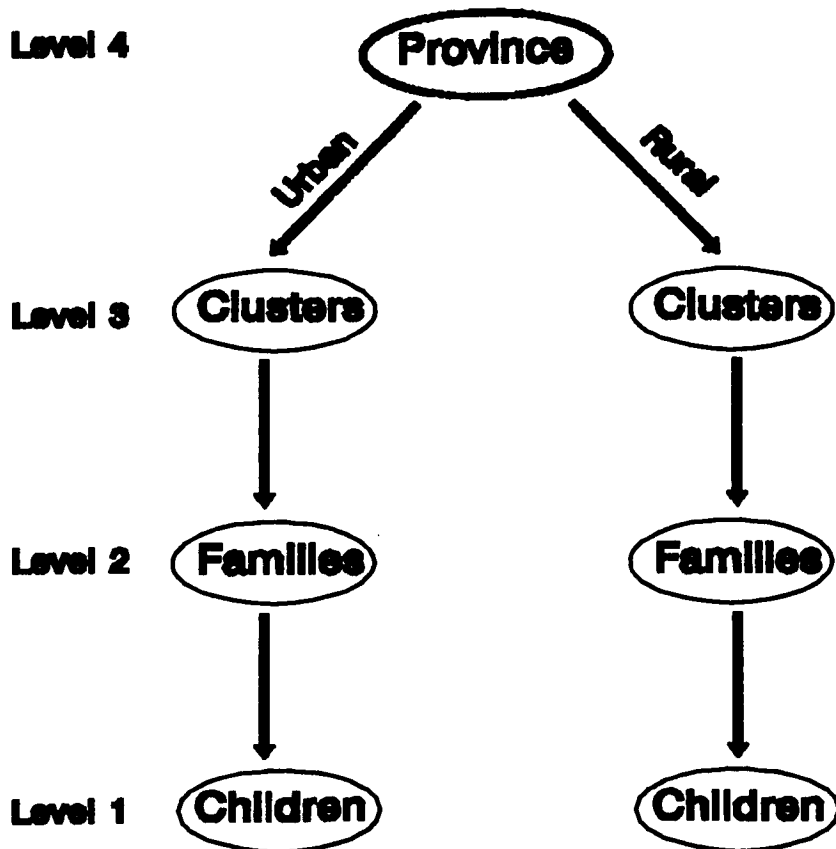 Level 4 Province
Urban Rural
Level 3 Clusters Clusters
Level 2 Families Families
Level 1 Children Children